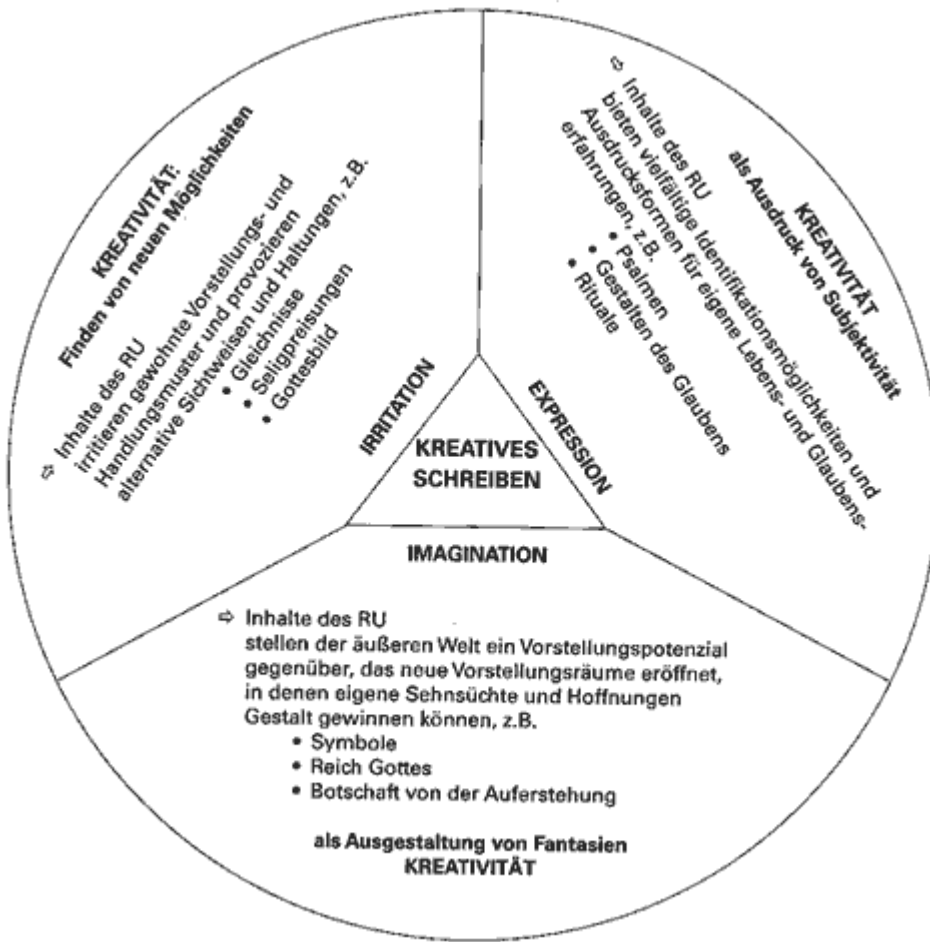 KREATIVITÄT:
Finden von neuen Möglichkeiten
⇨ Inhalte des RU
irritieren gewohnte Vorstellungs- und
Handlungsmuster und provozieren
alternative Sichtweisen und Haltungen, z.B.
• Gleichnisse
• Seligpreisungen
• Gottesbild
IRRITATION
KREATIVITÄT
als Ausdruck von Subjektivität
⇨ Inhalte des RU
bieten vielfältige Identifikationsmöglichkeiten und
Ausdrucksformen für eigene Lebens- und Glaubens-
erfahrungen, z.B.
• Psalmen
• Gestalten des Glaubens
• Rituale
EXPRESSION
KREATIVES
SCHREIBEN
IMAGINATION
⇨ Inhalte des RU
stellen der äußeren Welt ein Vorstellungspotenzial
gegenüber, das neue Vorstellungsräume eröffnet,
in denen eigene Sehnsüchte und Hoffnungen
Gestalt gewinnen können, z.B.
• Symbole
• Reich Gottes
• Botschaft von der Auferstehung
als Ausgestaltung von Fantasien
KREATIVITÄT